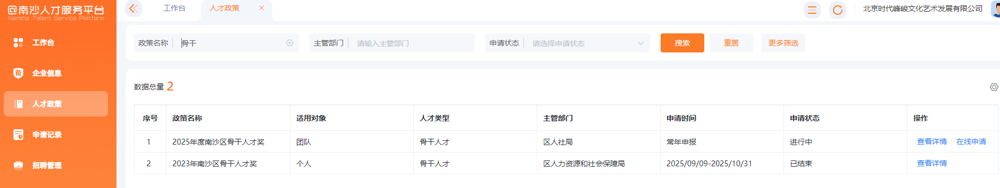 @南沙人才服务平台
Nansha Talent Service Platform
工作台
企业信息
人才政策
申请记录
招聘管理
工作台 人才政策
北京时代峰峻文化艺术发展有限公司
政策名称 骨干 主管部门 请输入主管部门 申请状态 请选择申请状态 搜索 重置 更多筛选
数据总量 2
序号 政策名称 适用对象 人才类型 主管部门 申请时间 申请状态 操作
1 2025年度南沙区骨干人才奖 团队 骨干人才 区人社局 常年申报 进行中 查看详情 在线申请
2 2023年南沙区骨干人才奖 个人 骨干人才 区人力资源和社会保障局 2025/09/09-2025/10/31 已结束 查看详情